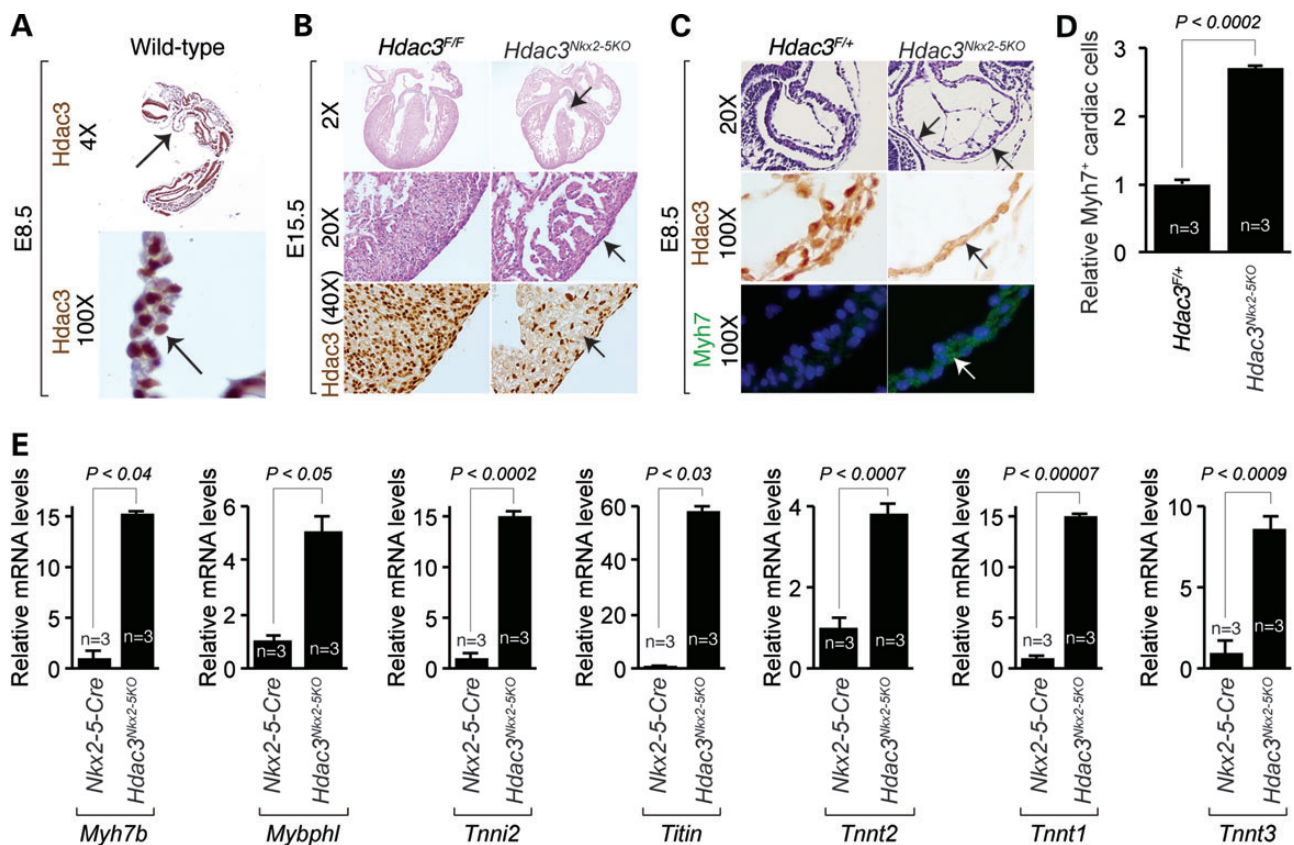 A
Wild-type
E8.5
Hdac3
4X
Hdac3
100X
B
Hdac3F/F
Hdac3Nkx2-5KO
E15.5
2X
20X
Hdac3 (40X)
C
Hdac3F/+
Hdac3Nkx2-5KO
E8.5
20X
Hdac3
100X
Myh7
100X
D
P < 0.0002
Relative Myh7+ cardiac cells
3
2
1
0
n=3
n=3
Hdac3F/+
Hdac3Nkx2-5KO
E
P < 0.04
Relative mRNA levels
15
10
5
0
n=3
n=3
Nkx2-5-Cre
Hdac3Nkx2-5KO
Myh7b
P < 0.05
Relative mRNA levels
6
4
2
0
n=3
n=3
Nkx2-5-Cre
Hdac3Nkx2-5KO
Mybphl
P < 0.0002
Relative mRNA levels
15
10
5
0
n=3
n=3
Nkx2-5-Cre
Hdac3Nkx2-5KO
Tnni2
P < 0.03
Relative mRNA levels
60
40
20
0
n=3
n=3
Nkx2-5-Cre
Hdac3Nkx2-5KO
Titin
P < 0.0007
Relative mRNA levels
4
2
0
n=3
n=3
Nkx2-5-Cre
Hdac3Nkx2-5KO
Tnnt2
P < 0.00007
Relative mRNA levels
15
10
5
0
n=3
n=3
Nkx2-5-Cre
Hdac3Nkx2-5KO
Tnnt1
P < 0.0009
Relative mRNA levels
10
5
0
n=3
n=3
Nkx2-5-Cre
Hdac3Nkx2-5KO
Tnnt3